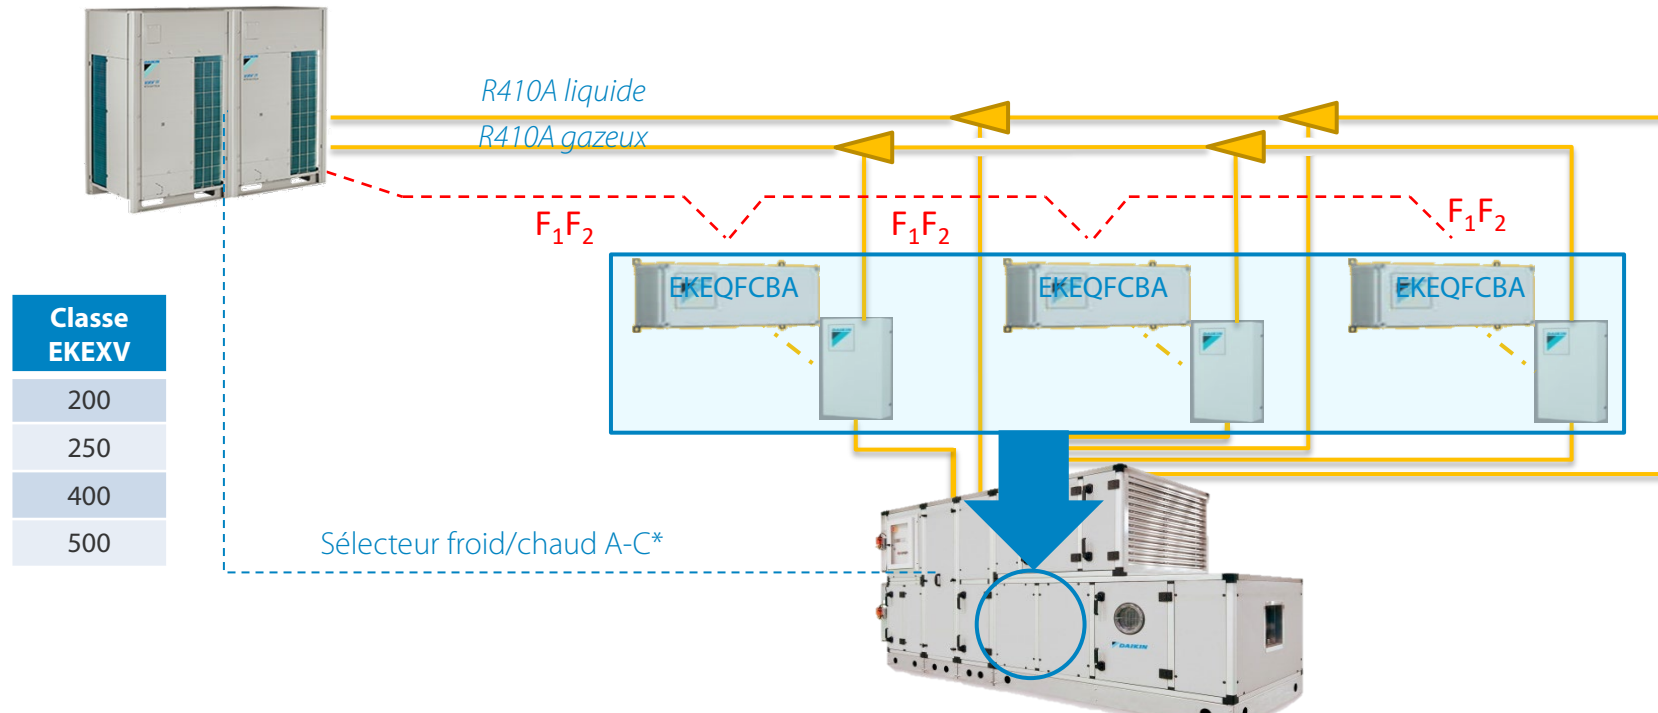 R410A liquide
R410A gazeux
F₁F₂
F₁F₂
F₁F₂
EKEQFCBA
EKEQFCBA
EKEQFCBA
Classe
EKEXV
200
250
400
500
Sélecteur froid/chaud A-C*
DAIKIN